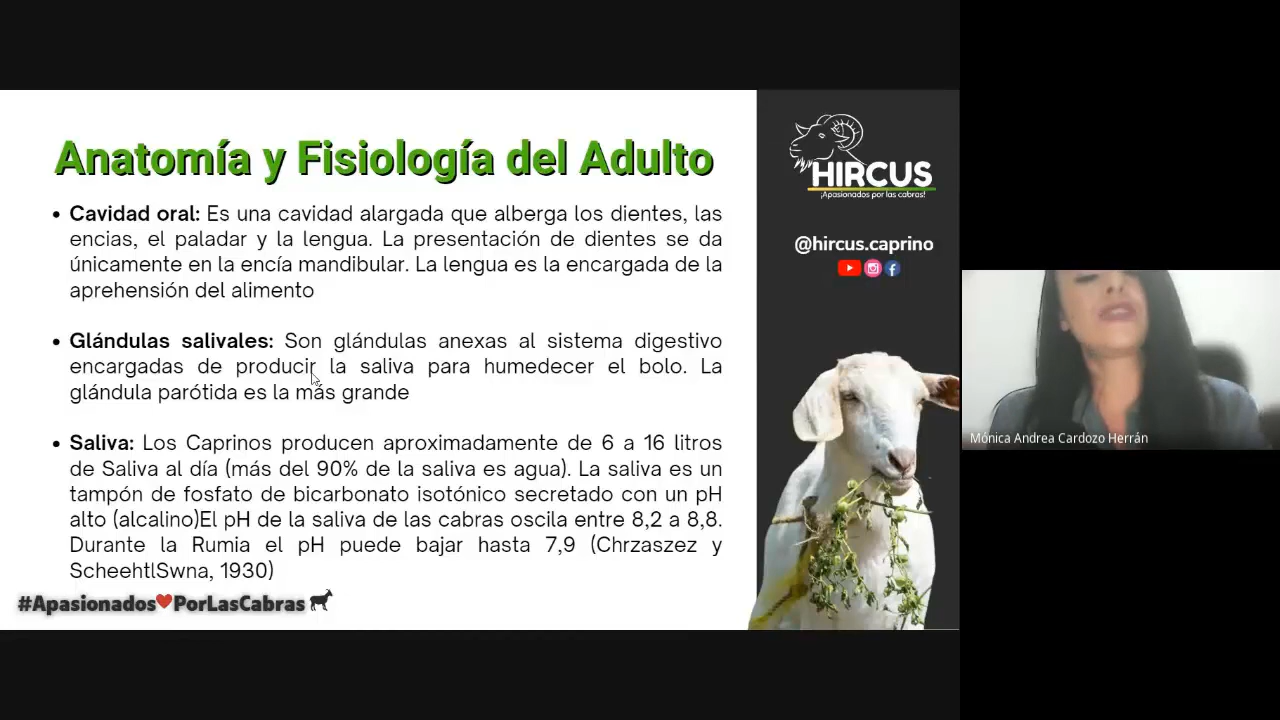 Anatomía y Fisiología del Adulto
• Cavidad oral: Es una cavidad alargada que alberga los dientes, las
encias, el paladar y la lengua. La presentación de dientes se da
únicamente en la encía mandibular. La lengua es la encargada de la
aprehensión del alimento
• Glándulas salivales: Son glándulas anexas al sistema digestivo
encargadas de producir la saliva para humedecer el bolo. La
glándula parótida es la más grande
• Saliva: Los Caprinos producen aproximadamente de 6 a 16 litros
de Saliva al día (más del 90% de la saliva es agua). La saliva es un
tampón de fosfato de bicarbonato isotónico secretado con un pH
alto (alcalino)El pH de la saliva de las cabras oscila entre 8,2 a 8,8.
Durante la Rumia el pH puede bajar hasta 7,9 (Chrzaszez y
ScheehtlSwna, 1930)
#Apasionados❤PorLasCabras
HIRCUS
¡Apasionados por las cabras!
@hircus.caprino
Mónica Andrea Cardozo Herrán